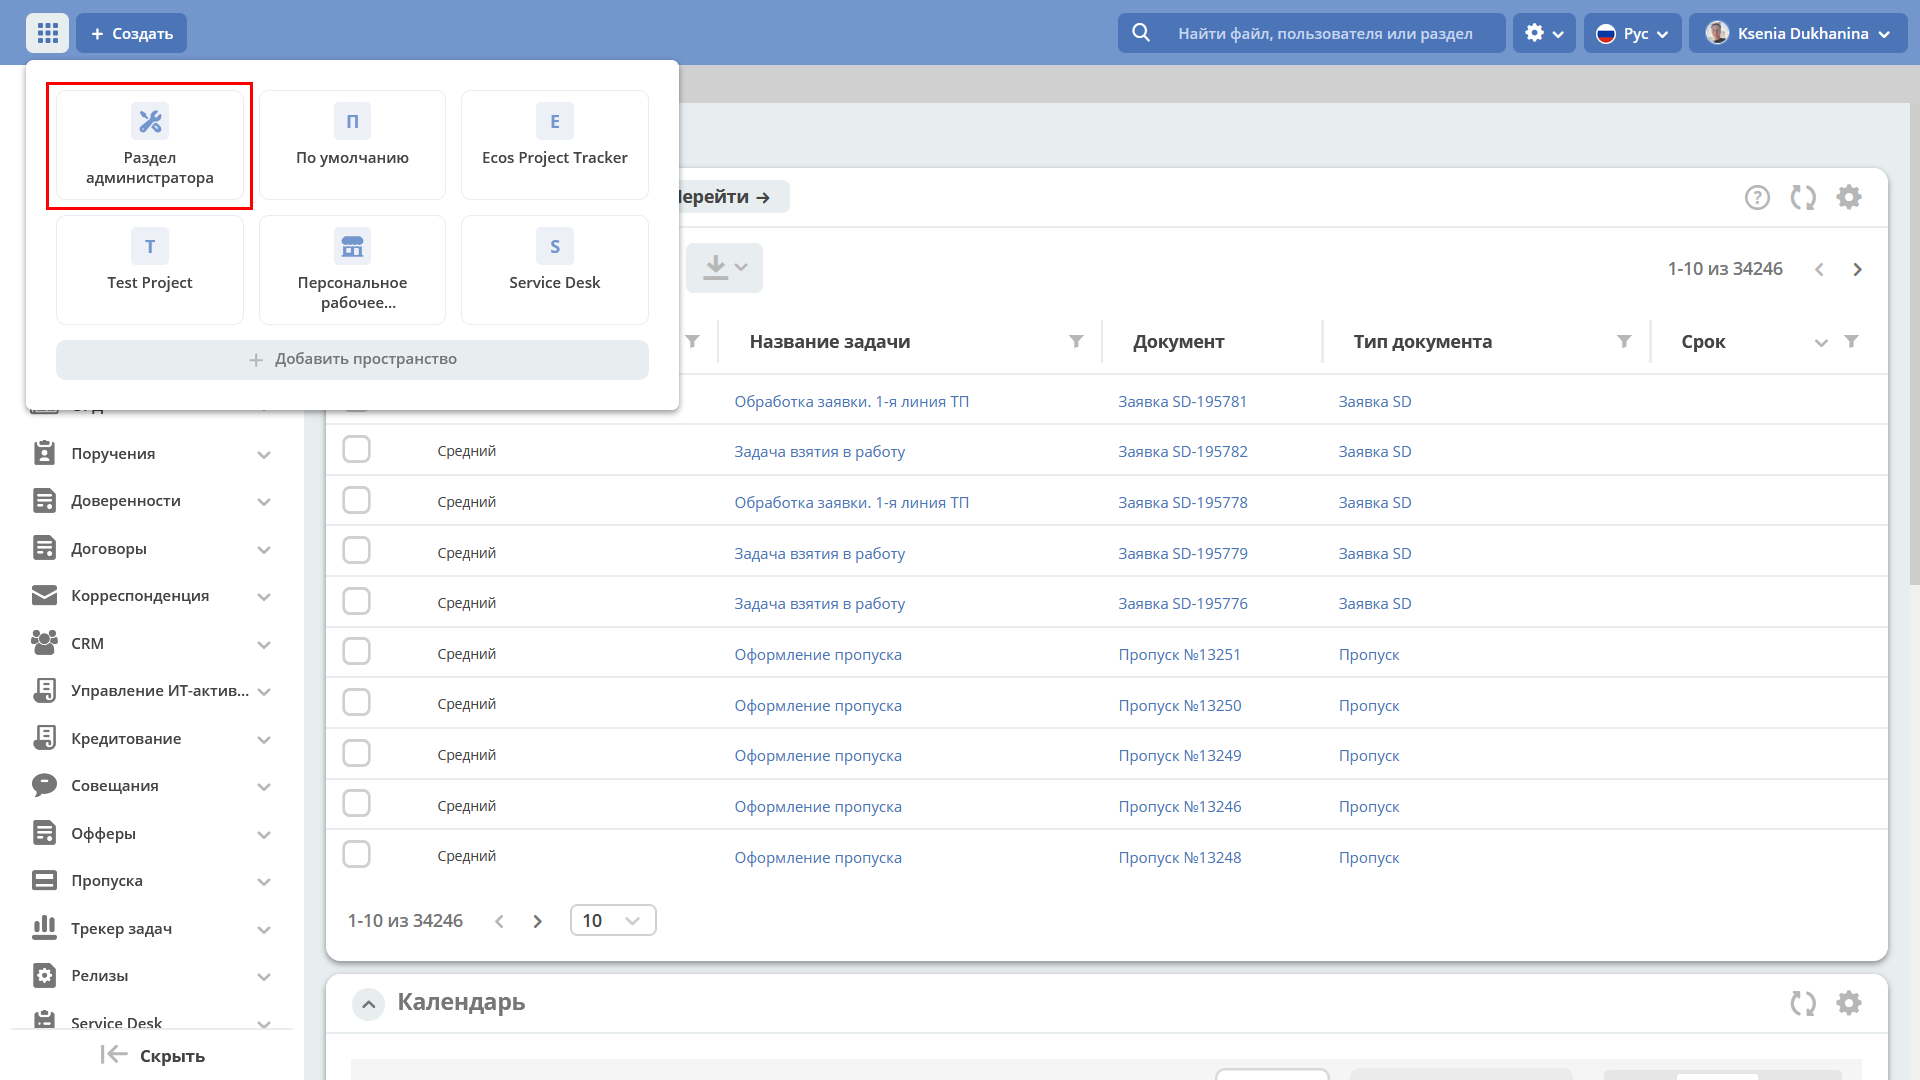 Создать
Найти файл, пользователя или раздел
Рус
Ksenia Dukhanina
Раздел
администратора
П
По умолчанию
E
Ecos Project Tracker
T
Test Project
Персональное
рабочее...
S
Service Desk
Добавить пространство
Перейти →
1-10 из 34246
Название задачи
Документ
Тип документа
Срок
Обработка заявки. 1-я линия ТП
Заявка SD-195781
Заявка SD
Средний
Задача взятия в работу
Заявка SD-195782
Заявка SD
Средний
Обработка заявки. 1-я линия ТП
Заявка SD-195778
Заявка SD
Средний
Задача взятия в работу
Заявка SD-195779
Заявка SD
Средний
Задача взятия в работу
Заявка SD-195776
Заявка SD
Средний
Оформление пропуска
Пропуск №13251
Пропуск
Средний
Оформление пропуска
Пропуск №13250
Пропуск
Средний
Оформление пропуска
Пропуск №13249
Пропуск
Средний
Оформление пропуска
Пропуск №13246
Пропуск
Средний
Оформление пропуска
Пропуск №13248
Пропуск
1-10 из 34246
10
Календарь
Поручения
Доверенности
Договоры
Корреспонденция
CRM
Управление ИТ-актив...
Кредитование
Совещания
Офферы
Пропуска
Трекер задач
Релизы
Service Desk
Скрыть